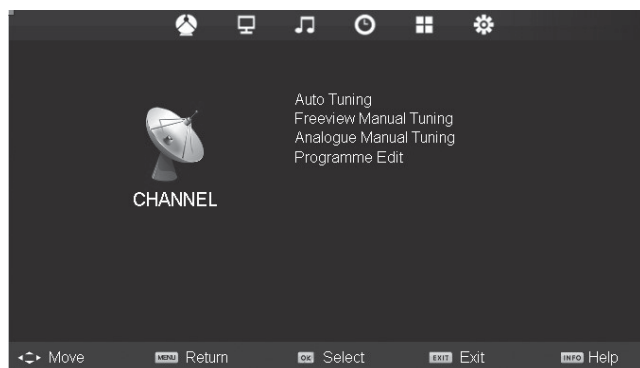 Auto Tuning
Freeview Manual Tuning
Analogue Manual Tuning
Programme Edit
CHANNEL
Move MENU Return OK Select EXIT Exit INFO Help